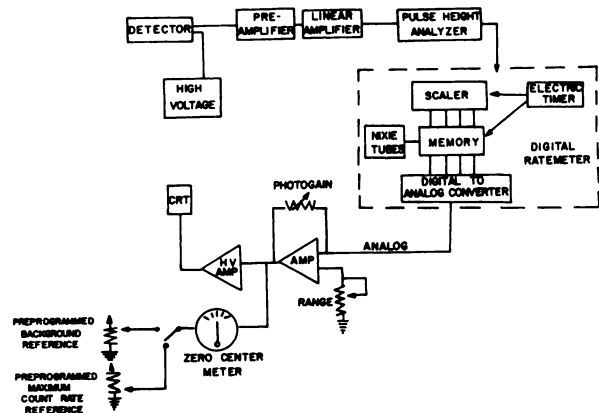 DETECTOR
PRE-
AMPLIFIER
LINEAR
AMPLIFIER
PULSE HEIGHT
ANALYZER
HIGH
VOLTAGE
SCALER
ELECTRIC
TIMER
NIXIE
TUBES
MEMORY
DIGITAL
RATEMETER
DIGITAL TO
ANALOG CONVERTER
PHOTOGAIN
CRT
ANALOG
HV
AMP
AMP
RANGE
PREPROGRAMMED
BACKGROUND
REFERENCE
ZERO CENTER
METER
PREPROGRAMMED
MAXIMUM
COUNT RATE
REFERENCE